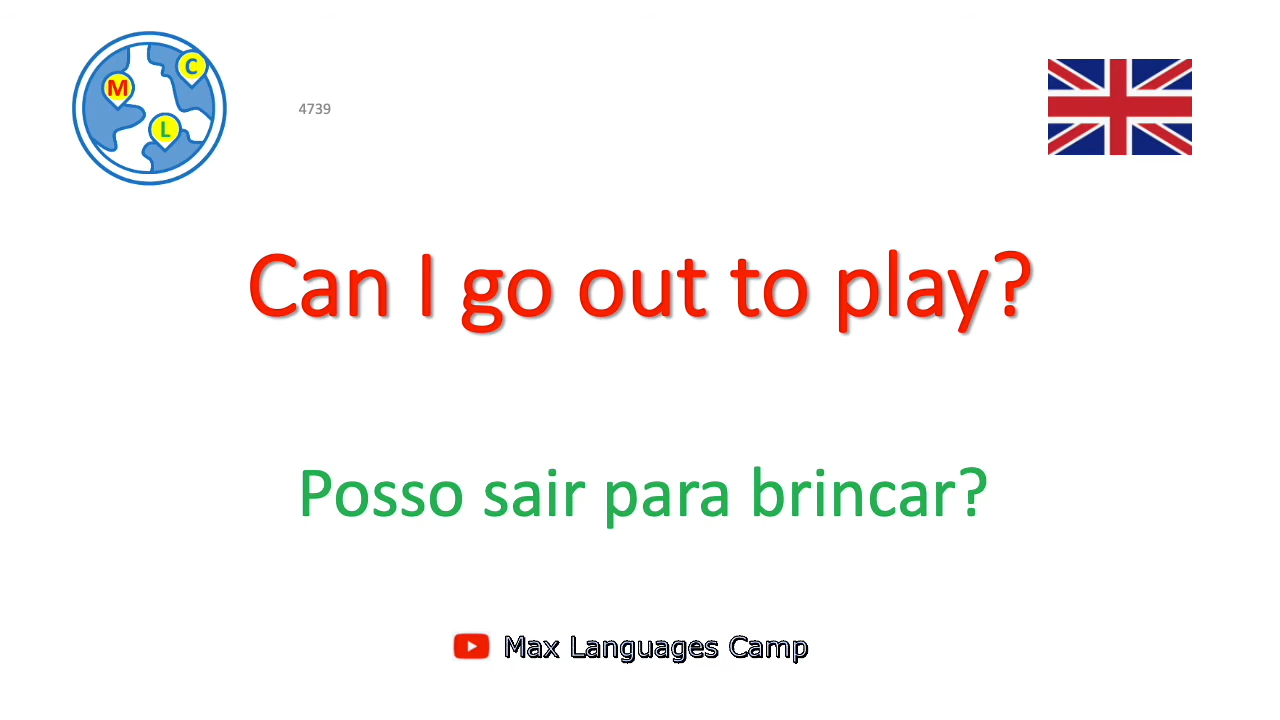 M
C
L
4739
Can I go out to play?
Posso sair para brincar?
Max Languages Camp